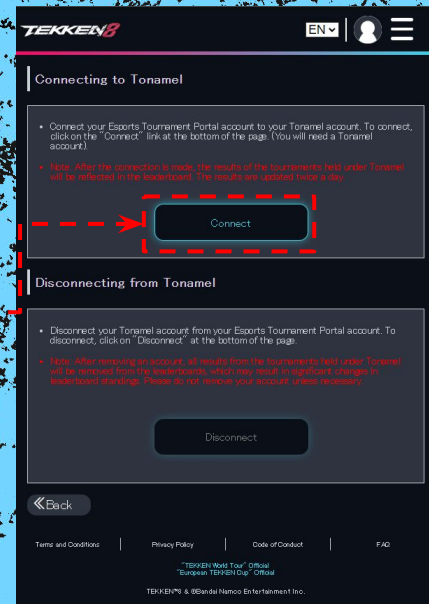 TEKKEN8
EN
Connecting to Tonamel
• Connect your Esports Tournament Portal account to your Tonamel account. To connect,
click on the "Connect" link at the bottom of the page. (You will need a Tonamel
account).
• Note: After the connection is made, the results of the tournaments held under Tonamel
will be reflected in the leaderboard. The results are updated twice a day.
Connect
Disconnecting from Tonamel
• Disconnect your Tonamel account from your Esports Tournament Portal account. To
disconnect, click on "Disconnect" at the bottom of the page.
• Note: After removing an account, all results from the tournaments held under Tonamel
will be removed from the leaderboards, which may result in significant changes in
leaderboard standings. Please do not remove your account unless necessary.
Disconnect
≪Back
Terms and Conditions | Privacy Policy | Code of Conduct | FAQ
"TEKKEN World Tour" Official
"European TEKKEN Cup" Official
TEKKEN™8 & ©Bandai Namco Entertainment Inc.